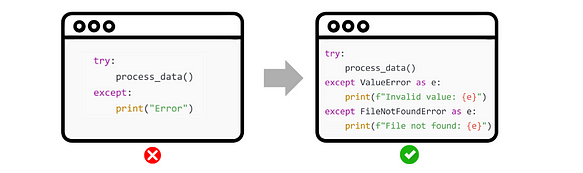 try:
    process_data()
except:
    print("Error")
try:
    process_data()
except ValueError as e:
    print(f"Invalid value: {e}")
except FileNotFoundError as e:
    print(f"File not found: {e}")